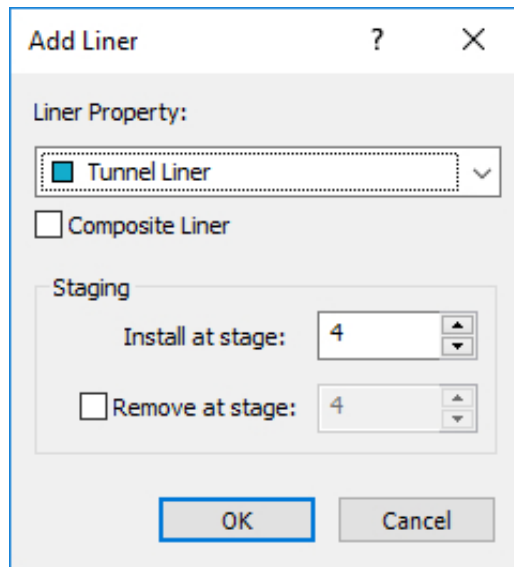 Add Liner ?
Liner Property:
Tunnel Liner
Composite Liner
Staging
Install at stage: 4
Remove at stage: 4
OK Cancel